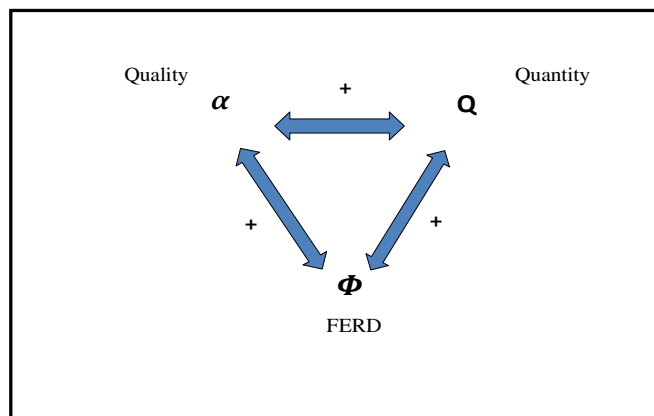 Quality
Quantity
+
α
Q
+
+
Φ
FERD